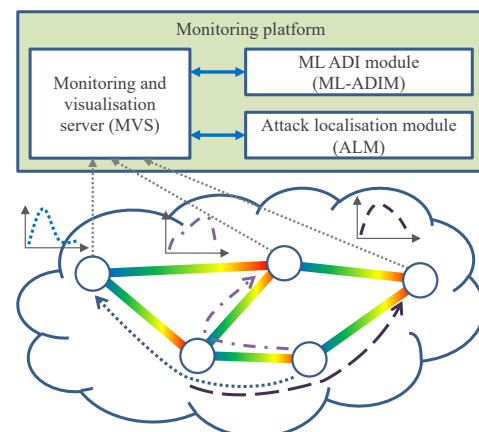 Monitoring platform
Monitoring and
visualisation
server (MVS)
ML ADI module
(ML-ADIM)
Attack localisation module
(ALM)